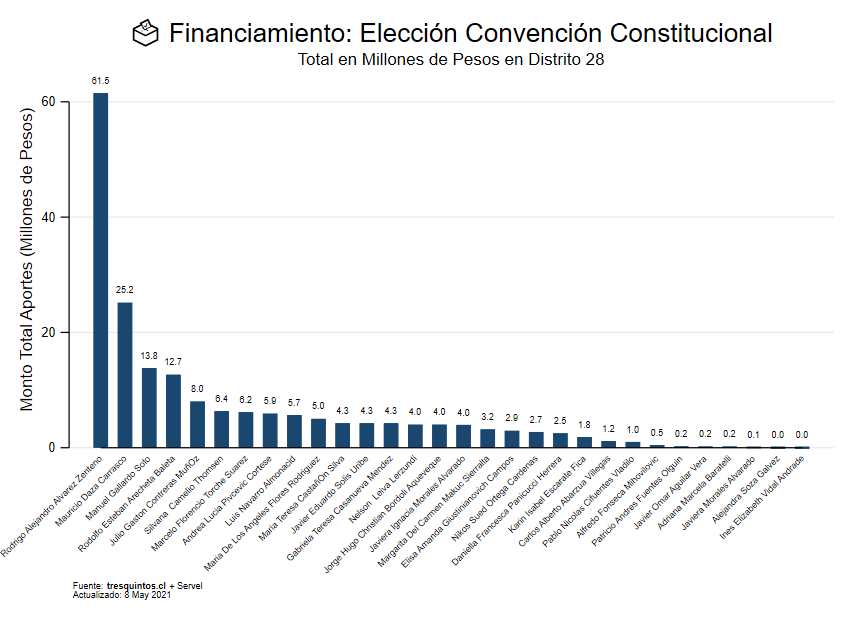 Financiamiento: Elección Convención Constitucional
Total en Millones de Pesos en Distrito 28
Monto Total Aportes (Millones de Pesos)
60
40
20
0
61.5
25.2
13.8
12.7
8.0
6.4
6.2
5.9
5.7
5.0
4.3
4.3
4.3
4.0
4.0
4.0
3.2
2.9
2.7
2.5
1.8
1.2
1.0
0.5
0.2
0.2
0.2
0.1
0.0
0.0
Rodrigo Alejandro Alvarez Zenteno
Mauricio Daza Carrasco
Manuel Gallardo Soto
Rodolfo Esteban Arecheta Baleta
Julio Gaston Contreras MuñOz
Silvana Camelio Thomsen
Marcelo Florencio Torche Suarez
Andrea Lucia Pivcevic Cortese
Luis Navarro Almonacid
Maria De Los Angeles Flores Rodriguez
Maria Teresa CastañOn Silva
Javier Eduardo Solis Uribe
Gabriela Teresa Casanueva Mendez
Nelson Leiva Lerzundi
Jorge Hugo Christian Bordoli Aqueveque
Javiera Ignacia Morales Alvarado
Margarita Del Carmen Makuc Sierralta
Elisa Amanda Giustinianovich Campos
Nikos Sued Ortega Cardenas
Daniella Francesca Panicucci Herrera
Karin Isabel Escarate Fica
Carlos Alberto Abarzua Villegas
Pablo Nicolas Cifuentes Vladilo
Alfredo Fonseca Mihovilovic
Patricio Andres Fuentes Olguin
Javier Omar Aguilar Vera
Adriana Marcela Baratelli
Javiera Morales Alvarado
Alejandra Soza Galvez
Ines Elizabeth Vidal Andrade
Fuente: tresquintos.cl + Servel
Actualizado: 8 May 2021